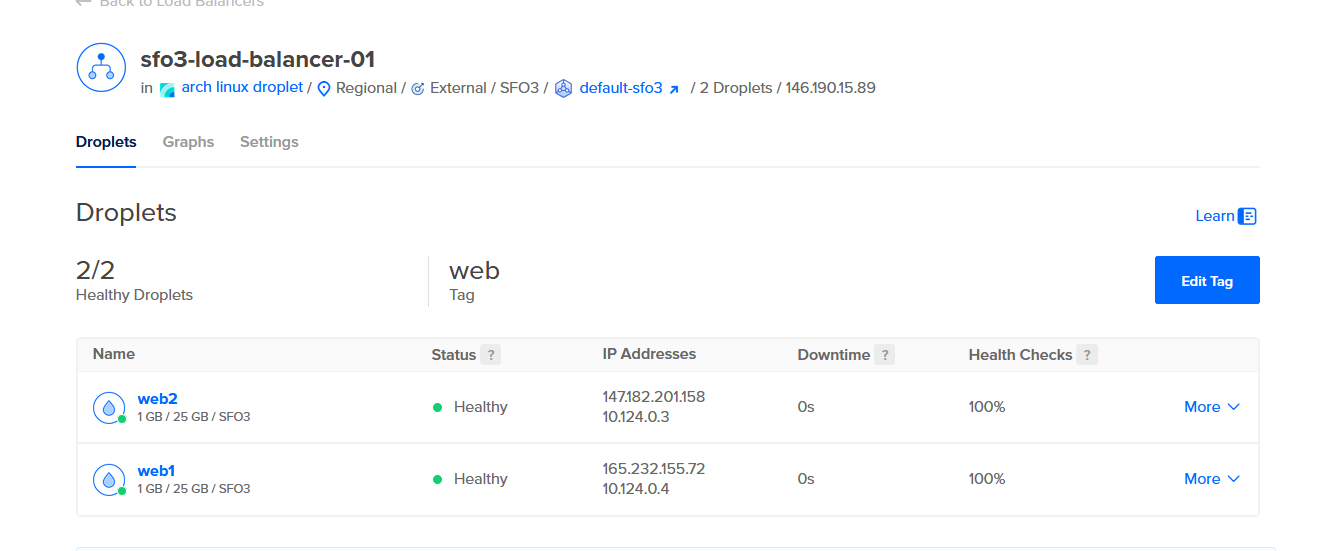 ← Back to Load Balancers
sfo3-load-balancer-01
in arch linux droplet / Regional / External / SFO3 / default-sfo3 / 2 Droplets / 146.190.15.89
Droplets Graphs Settings
Droplets
Learn
2/2
Healthy Droplets
web
Tag
Edit Tag
Name Status ? IP Addresses Downtime ? Health Checks ?
web2
1 GB / 25 GB / SFO3
Healthy
147.182.201.158
10.124.0.3
0s
100%
More
web1
1 GB / 25 GB / SFO3
Healthy
165.232.155.72
10.124.0.4
0s
100%
More